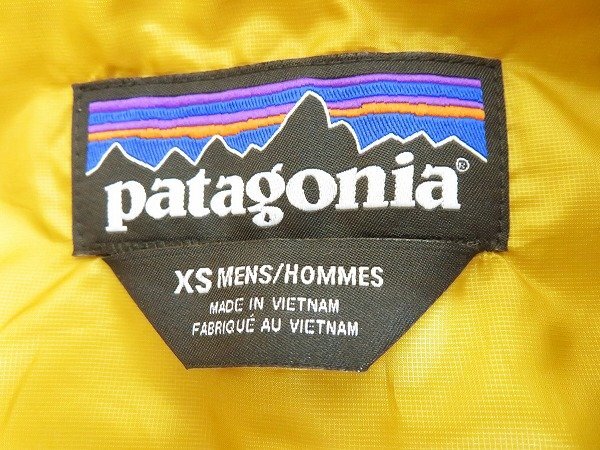 patagonia®
XS MENS/HOMMES
MADE IN VIETNAM
FABRIQUÉ AU VIETNAM